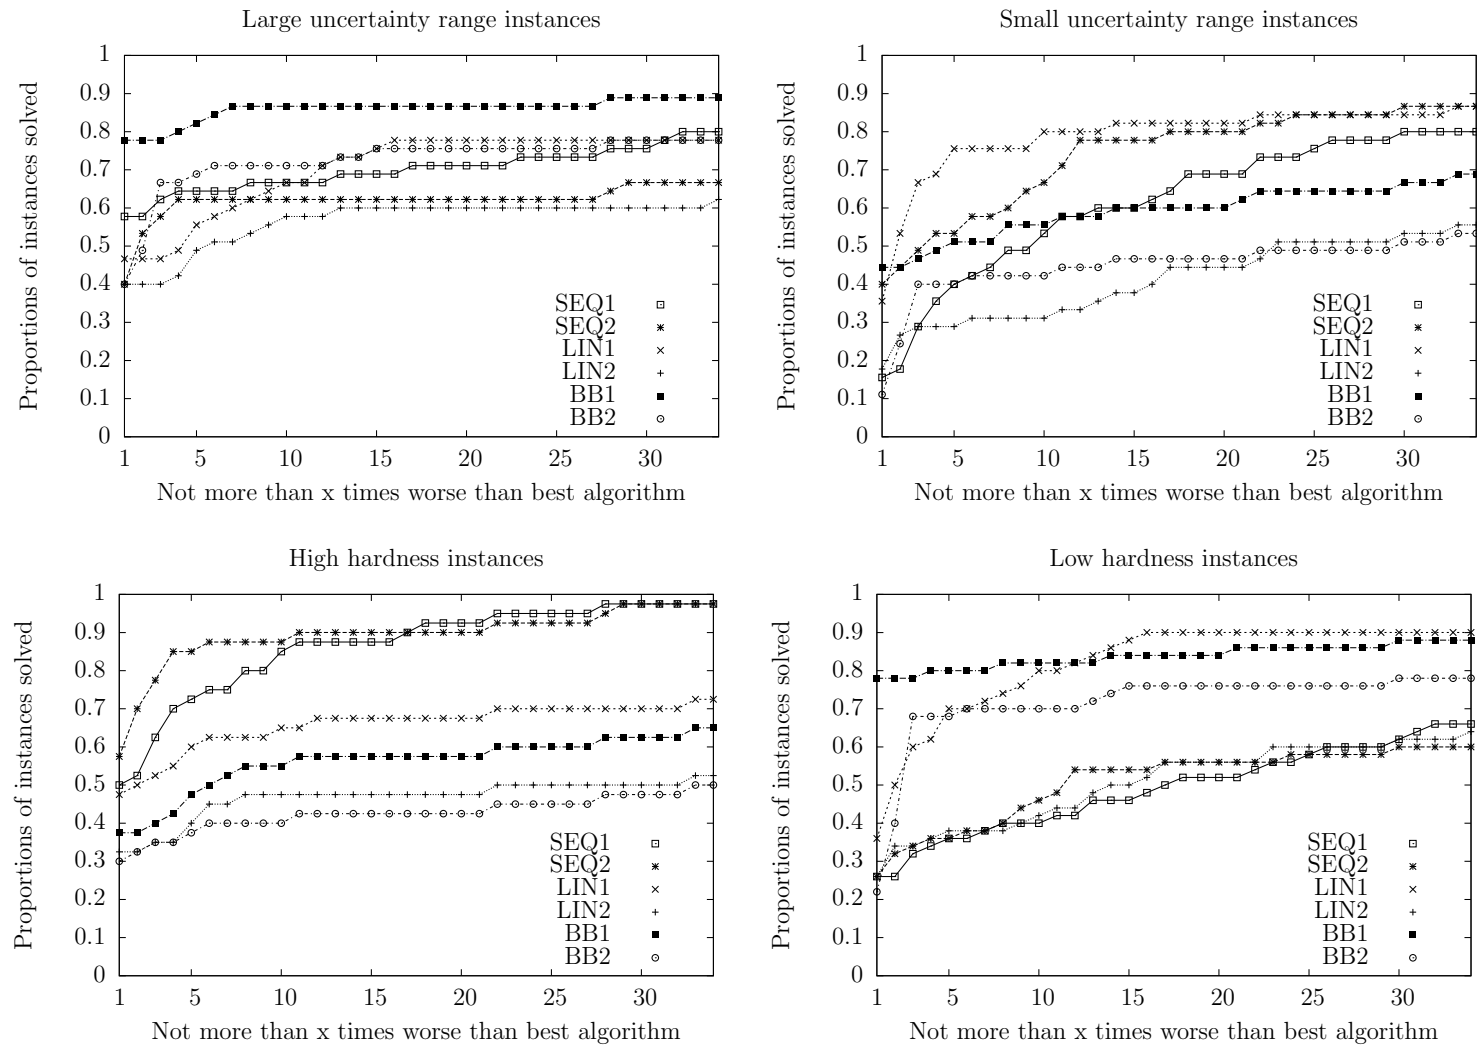 Large uncertainty range instances
Proportions of instances solved
1
0.9
0.8
0.7
0.6
0.5
0.4
0.3
0.2
0.1
0
SEQ1
SEQ2
LIN1
LIN2
BB1
BB2
1 5 10 15 20 25 30
Not more than x times worse than best algorithm
Small uncertainty range instances
Proportions of instances solved
1
0.9
0.8
0.7
0.6
0.5
0.4
0.3
0.2
0.1
0
SEQ1
SEQ2
LIN1
LIN2
BB1
BB2
1 5 10 15 20 25 30
Not more than x times worse than best algorithm
High hardness instances
Proportions of instances solved
1
0.9
0.8
0.7
0.6
0.5
0.4
0.3
0.2
0.1
0
SEQ1
SEQ2
LIN1
LIN2
BB1
BB2
1 5 10 15 20 25 30
Not more than x times worse than best algorithm
Low hardness instances
Proportions of instances solved
1
0.9
0.8
0.7
0.6
0.5
0.4
0.3
0.2
0.1
0
SEQ1
SEQ2
LIN1
LIN2
BB1
BB2
1 5 10 15 20 25 30
Not more than x times worse than best algorithm